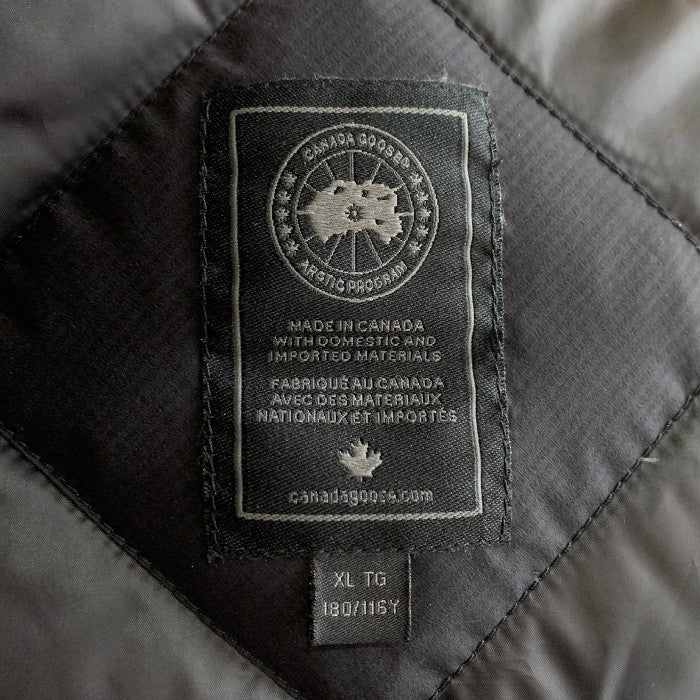 CANADA GOOSE®
ARCTIC PROGRAM
MADE IN CANADA
WITH DOMESTIC AND
IMPORTED MATERIALS
FABRIQUÉ AU CANADA
AVEC DES MATERIAUX
NATIONAUX ET IMPORTÉS
canadagoose.com
XL TG
180/116Y